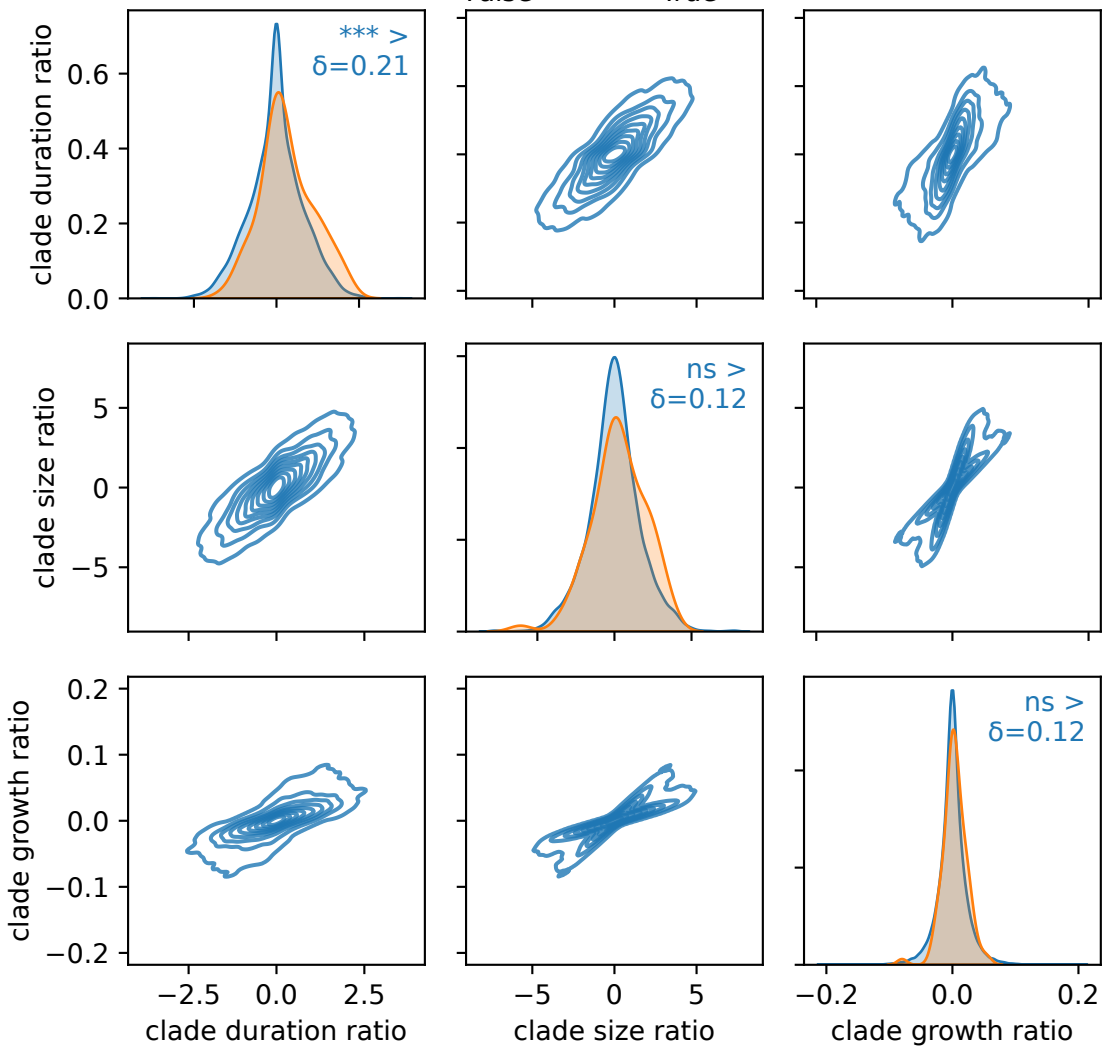 clade duration ratio
0.6
0.4
0.2
0.0
*** >
δ=0.21
clade size ratio
5
0
−5
ns >
δ=0.12
clade growth ratio
0.2
0.1
0.0
−0.1
−0.2
ns >
δ=0.12
−2.5 0.0 2.5
clade duration ratio
−5 0 5
clade size ratio
−0.2 0.0 0.2
clade growth ratio